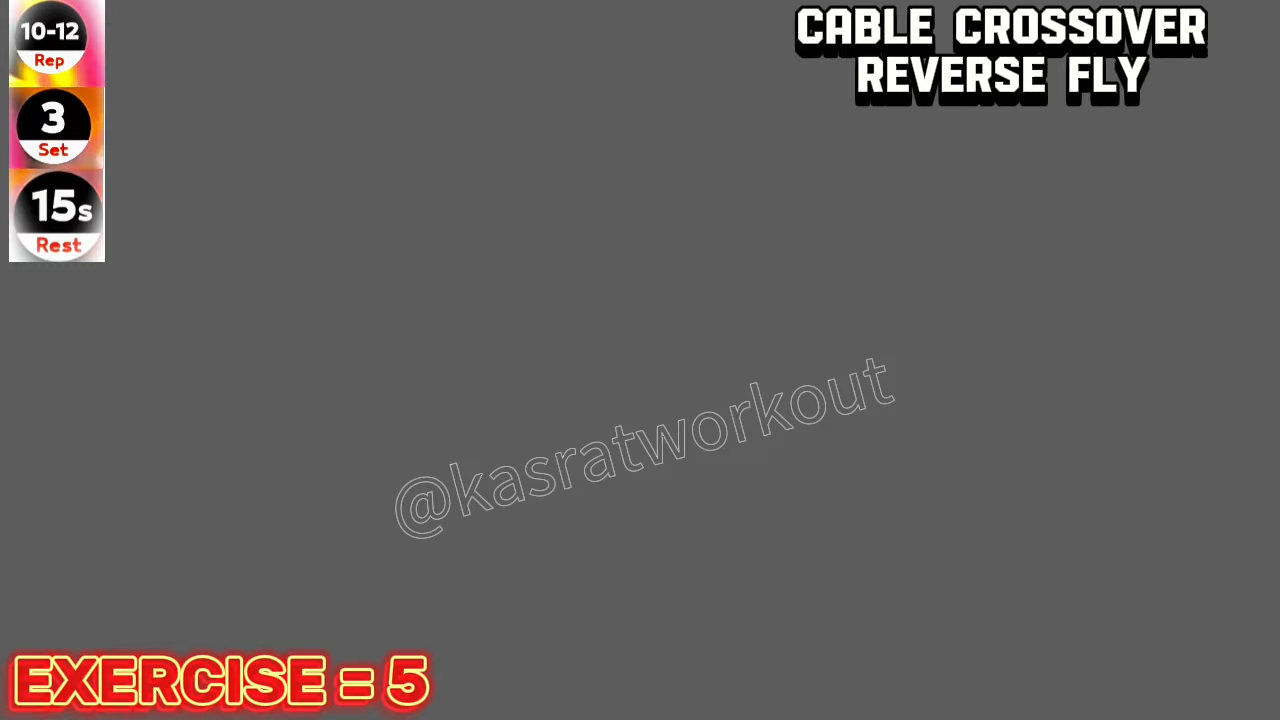 10-12
Rep
3
Set
15s
Rest
CABLE CROSSOVER
REVERSE FLY
@kasratworkout
EXERCISE = 5